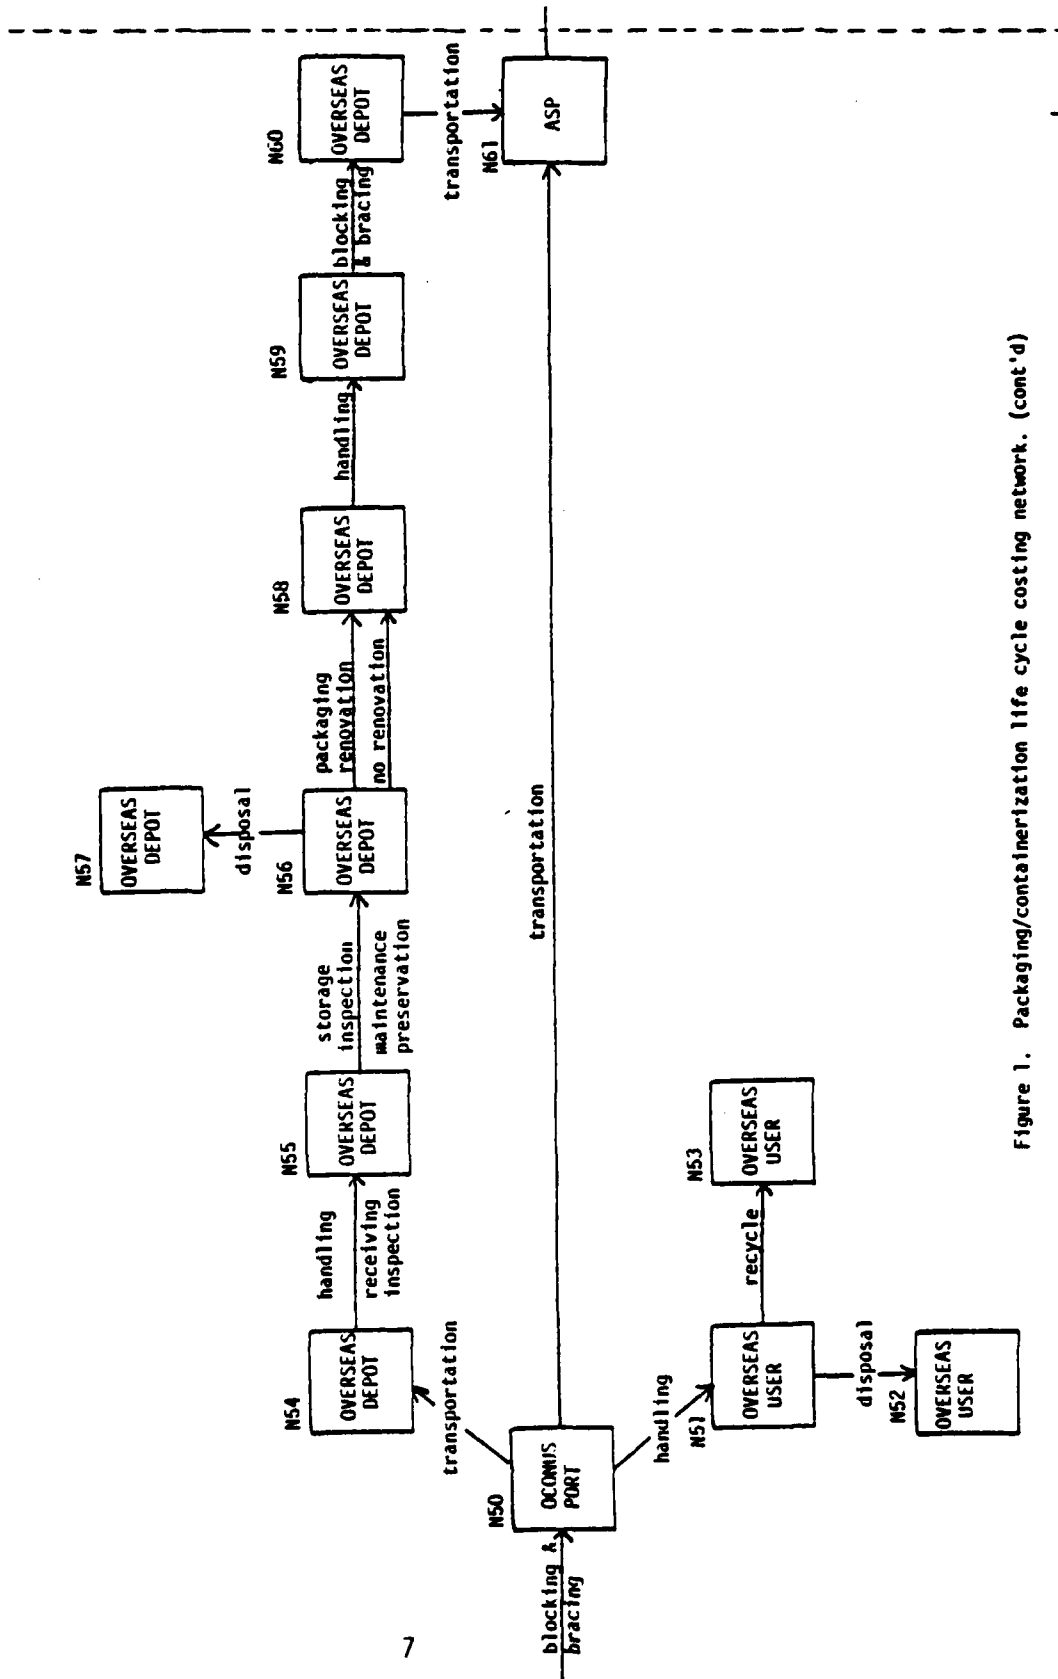 N57
OVERSEAS
DEPOT
disposal
N54
OVERSEAS
DEPOT
handling
receiving
inspection
N55
OVERSEAS
DEPOT
storage
inspection
maintenance
preservation
N56
OVERSEAS
DEPOT
packaging
renovation
no renovation
N58
OVERSEAS
DEPOT
handling
N59
OVERSEAS
DEPOT
blocking
& bracing
N60
OVERSEAS
DEPOT
transportation
N61
ASP
transportation
transportation
blocking &
bracing
N50
OCONUS
PORT
handling
N51
OVERSEAS
USER
recycle
N53
OVERSEAS
USER
disposal
N52
OVERSEAS
USER
Figure 1. Packaging/containerization life cycle costing network. (cont'd)
7